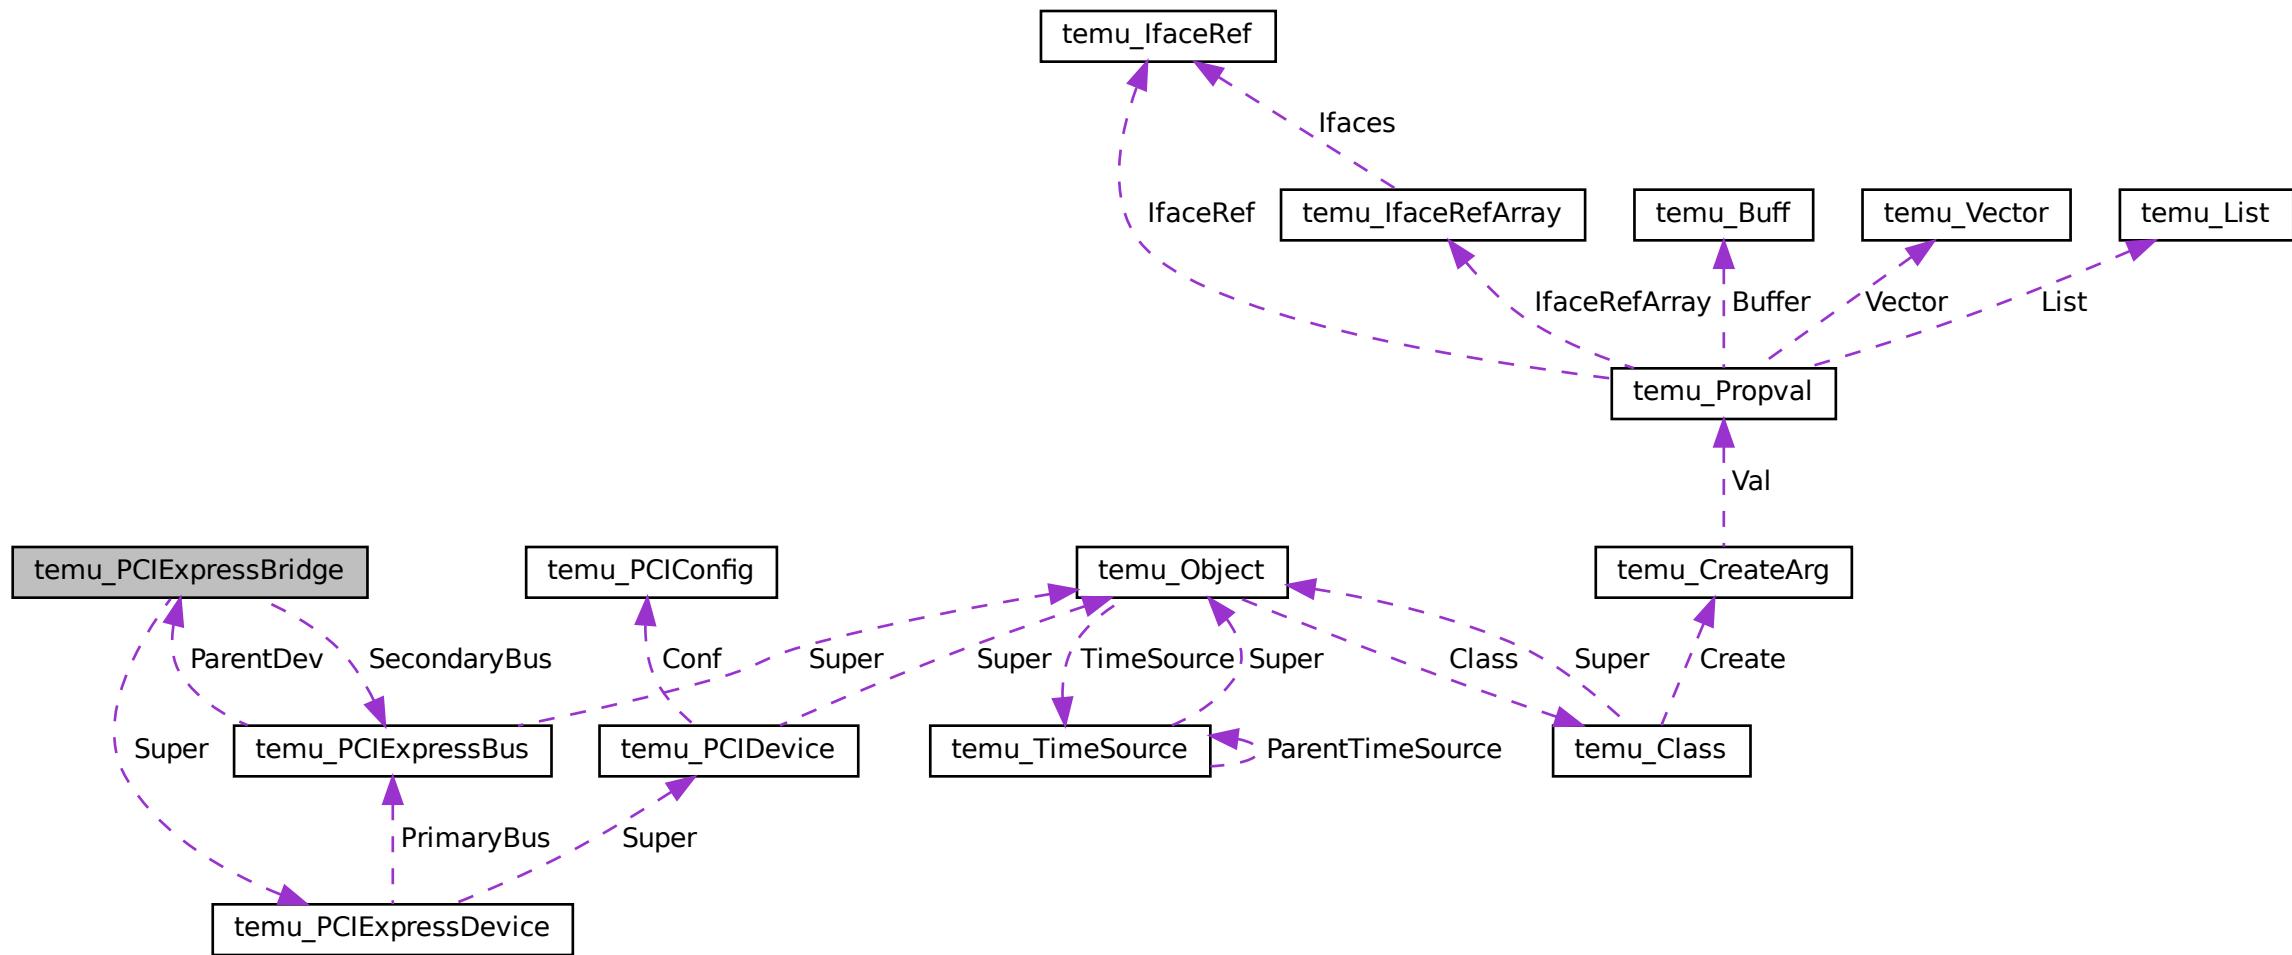 temu_IfaceRef
Ifaces
IfaceRef
temu_IfaceRefArray
temu_Buff
temu_Vector
temu_List
IfaceRefArray
Buffer
Vector
List
temu_Propval
Val
temu_PCIExpressBridge
temu_PCIConfig
temu_Object
temu_CreateArg
ParentDev
SecondaryBus
Conf
Super
Super
TimeSource
Super
Class
Super
Create
Super
temu_PCIExpressBus
temu_PCIDevice
temu_TimeSource
ParentTimeSource
temu_Class
PrimaryBus
Super
temu_PCIExpressDevice